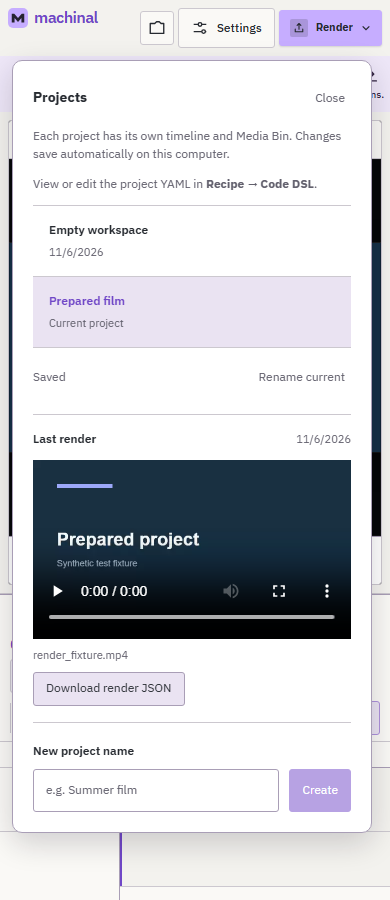 machinal
Settings
Render
Projects
Close
ns.
Each project has its own timeline and Media Bin. Changes
save automatically on this computer.
View or edit the project YAML in Recipe → Code DSL.
Empty workspace
11/6/2026
Prepared film
Current project
Saved
Rename current
Last render
11/6/2026
Prepared project
Synthetic test fixture
0:00 / 0:00
render_fixture.mp4
Download render JSON
New project name
e.g. Summer film
Create